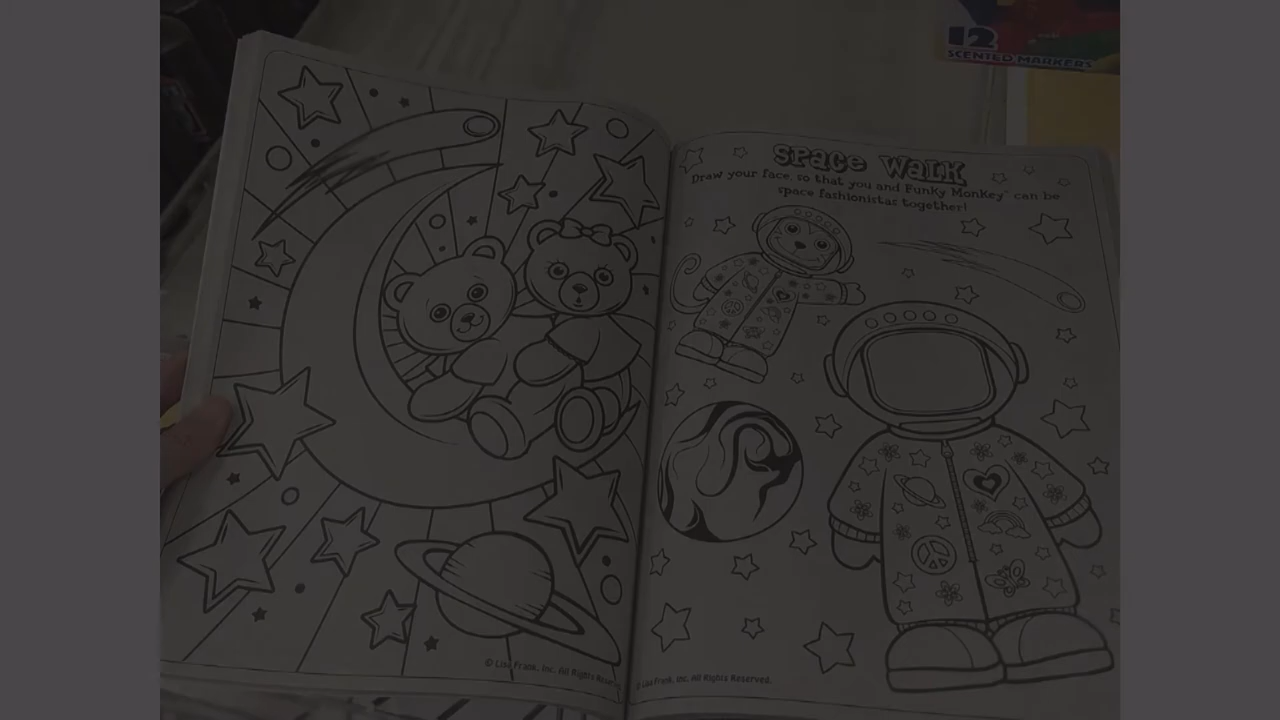 12
SCENTED MARKERS
SPACE WALK
Draw your face, so that you and Funky Monkey™ can be
space fashionistas together!
© Lisa Frank, Inc. All Rights Reserved.
© Lisa Frank, Inc. All Rights Reserved.